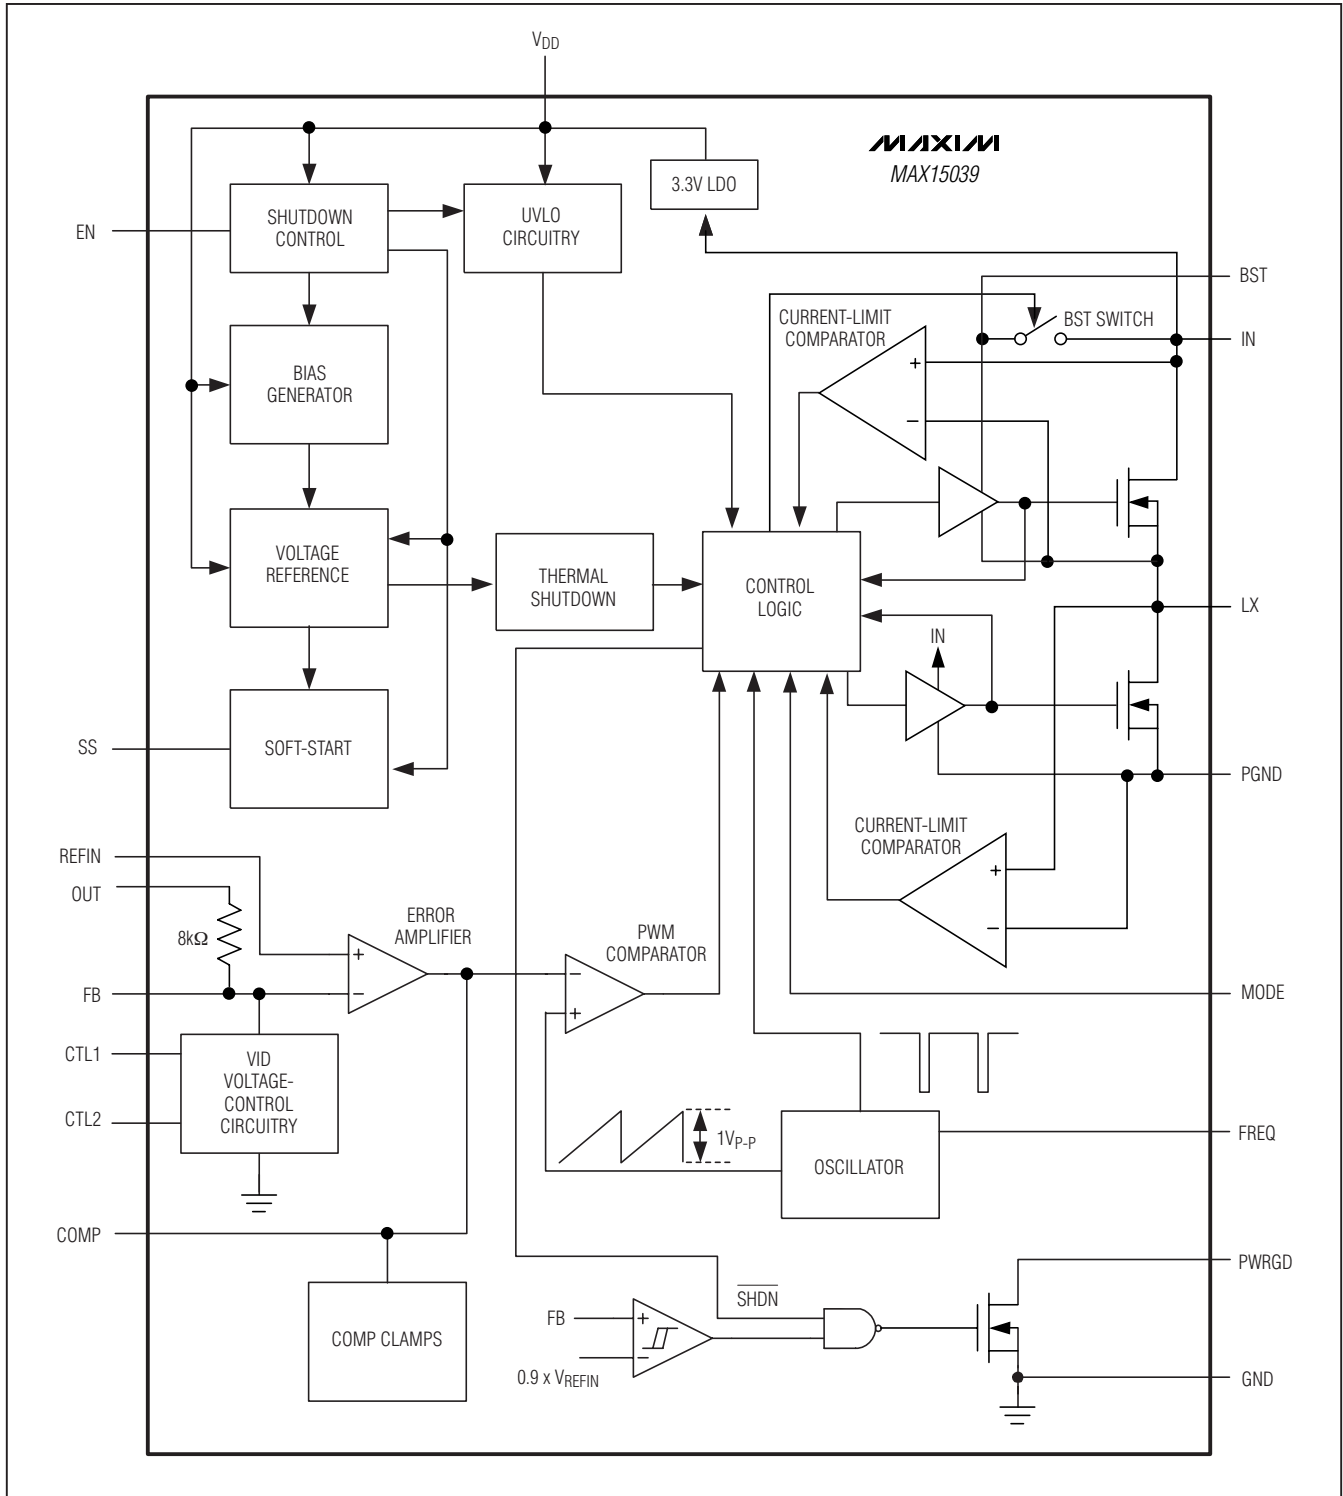 VDD
MAXIM
MAX15039
3.3V LDO
EN
SHUTDOWN
CONTROL
UVLO
CIRCUITRY
BST
CURRENT-LIMIT
COMPARATOR
BST SWITCH
IN
+
−
BIAS
GENERATOR
VOLTAGE
REFERENCE
THERMAL
SHUTDOWN
CONTROL
LOGIC
LX
IN
SS
SOFT-START
PGND
CURRENT-LIMIT
COMPARATOR
+
−
REFIN
OUT
8kΩ
ERROR
AMPLIFIER
+
−
PWM
COMPARATOR
−
+
FB
MODE
CTL1
CTL2
VID
VOLTAGE-
CONTROL
CIRCUITRY
1VP-P
OSCILLATOR
FREQ
COMP
COMP CLAMPS
PWRGD
SHDN
FB
+
−
0.9 x VREFIN
GND